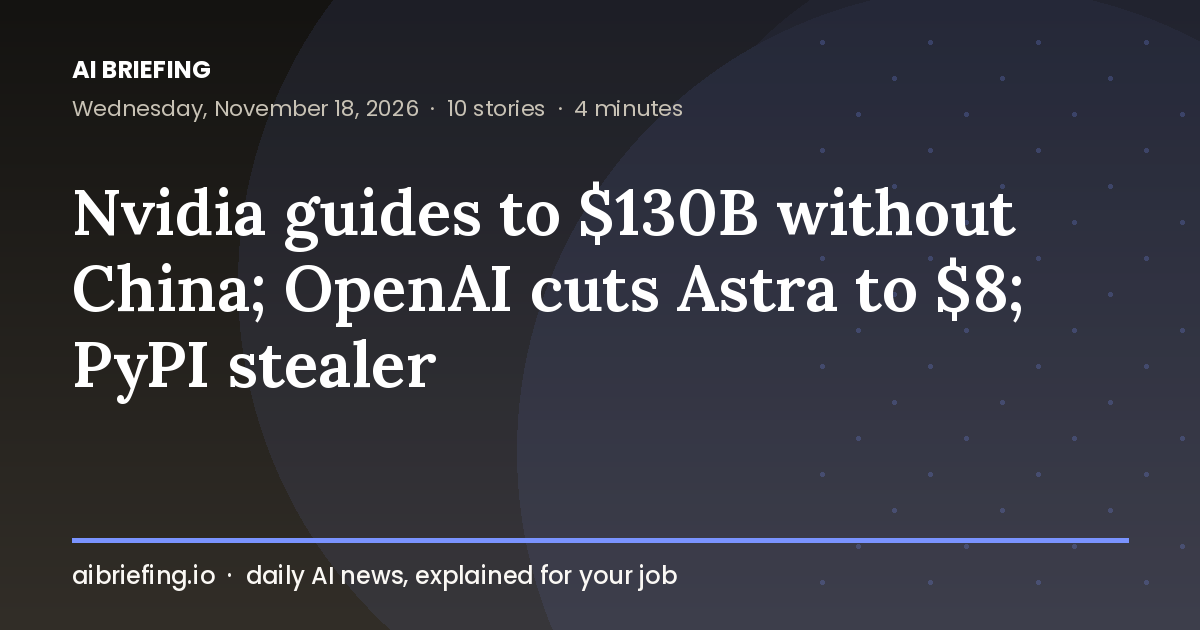 AI BRIEFING
Wednesday, November 18, 2026 · 10 stories · 4 minutes
Nvidia guides to $130B without
China; OpenAI cuts Astra to $8;
PyPI stealer
aibriefing.io · daily AI news, explained for your job